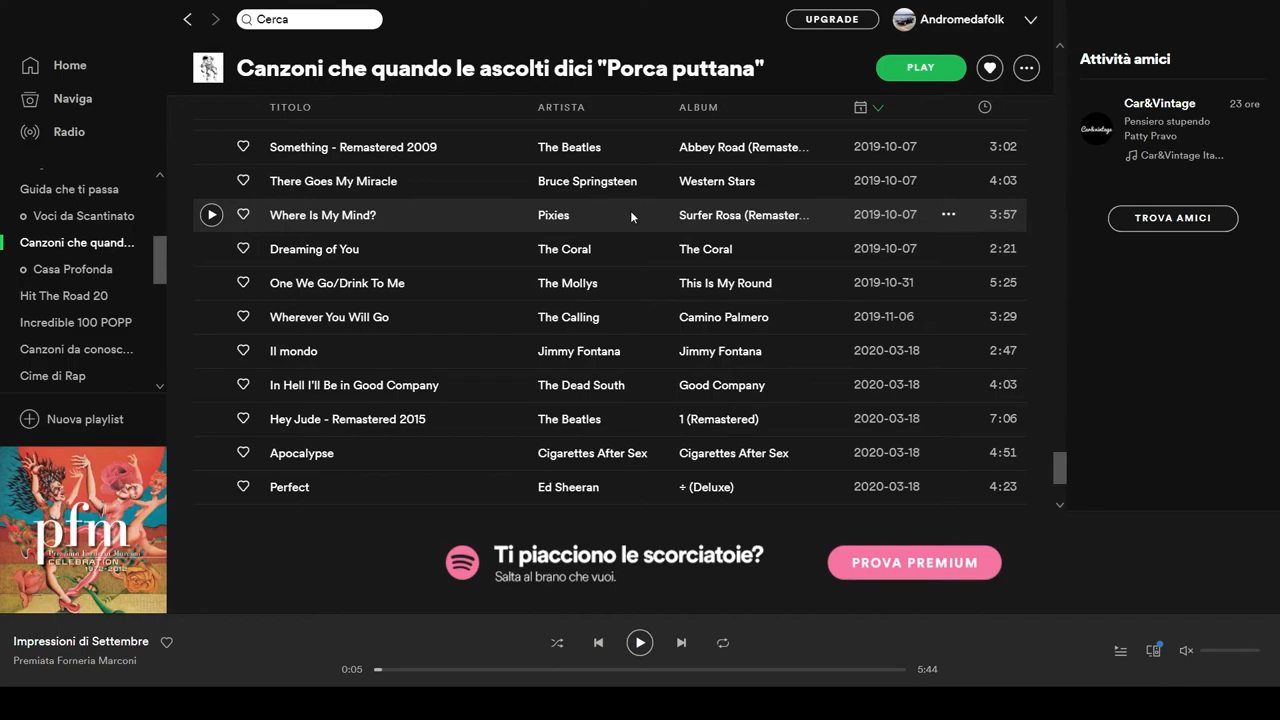 Cerca
UPGRADE
Andromedafolk
Home
Naviga
Radio
Guida che ti passa
Voci da Scantinato
Canzoni che quand...
Casa Profonda
Hit The Road 20
Incredible 100 POPP
Canzoni da conosc...
Cime di Rap
Nuova playlist
Canzoni che quando le ascolti dici "Porca puttana"
PLAY
TITOLO ARTISTA ALBUM
Something - Remastered 2009 The Beatles Abbey Road (Remaste... 2019-10-07 3:02
There Goes My Miracle Bruce Springsteen Western Stars 2019-10-07 4:03
Where Is My Mind? Pixies Surfer Rosa (Remaster... 2019-10-07 3:57
Dreaming of You The Coral The Coral 2019-10-07 2:21
One We Go/Drink To Me The Mollys This Is My Round 2019-10-31 5:25
Wherever You Will Go The Calling Camino Palmero 2019-11-06 3:29
Il mondo Jimmy Fontana Jimmy Fontana 2020-03-18 2:47
In Hell I'll Be in Good Company The Dead South Good Company 2020-03-18 4:03
Hey Jude - Remastered 2015 The Beatles 1 (Remastered) 2020-03-18 7:06
Apocalypse Cigarettes After Sex Cigarettes After Sex 2020-03-18 4:51
Perfect Ed Sheeran ÷ (Deluxe) 2020-03-18 4:23
Attività amici
Car&Vintage 23 ore
Pensiero stupendo
Patty Pravo
Car&Vintage Ita...
TROVA AMICI
Car&Vintage
pfm
Premiata Forneria Marconi
CELEBRATION
1972-2012
Ti piacciono le scorciatoie?
Salta al brano che vuoi.
PROVA PREMIUM
Impressioni di Settembre
Premiata Forneria Marconi
0:05
5:44